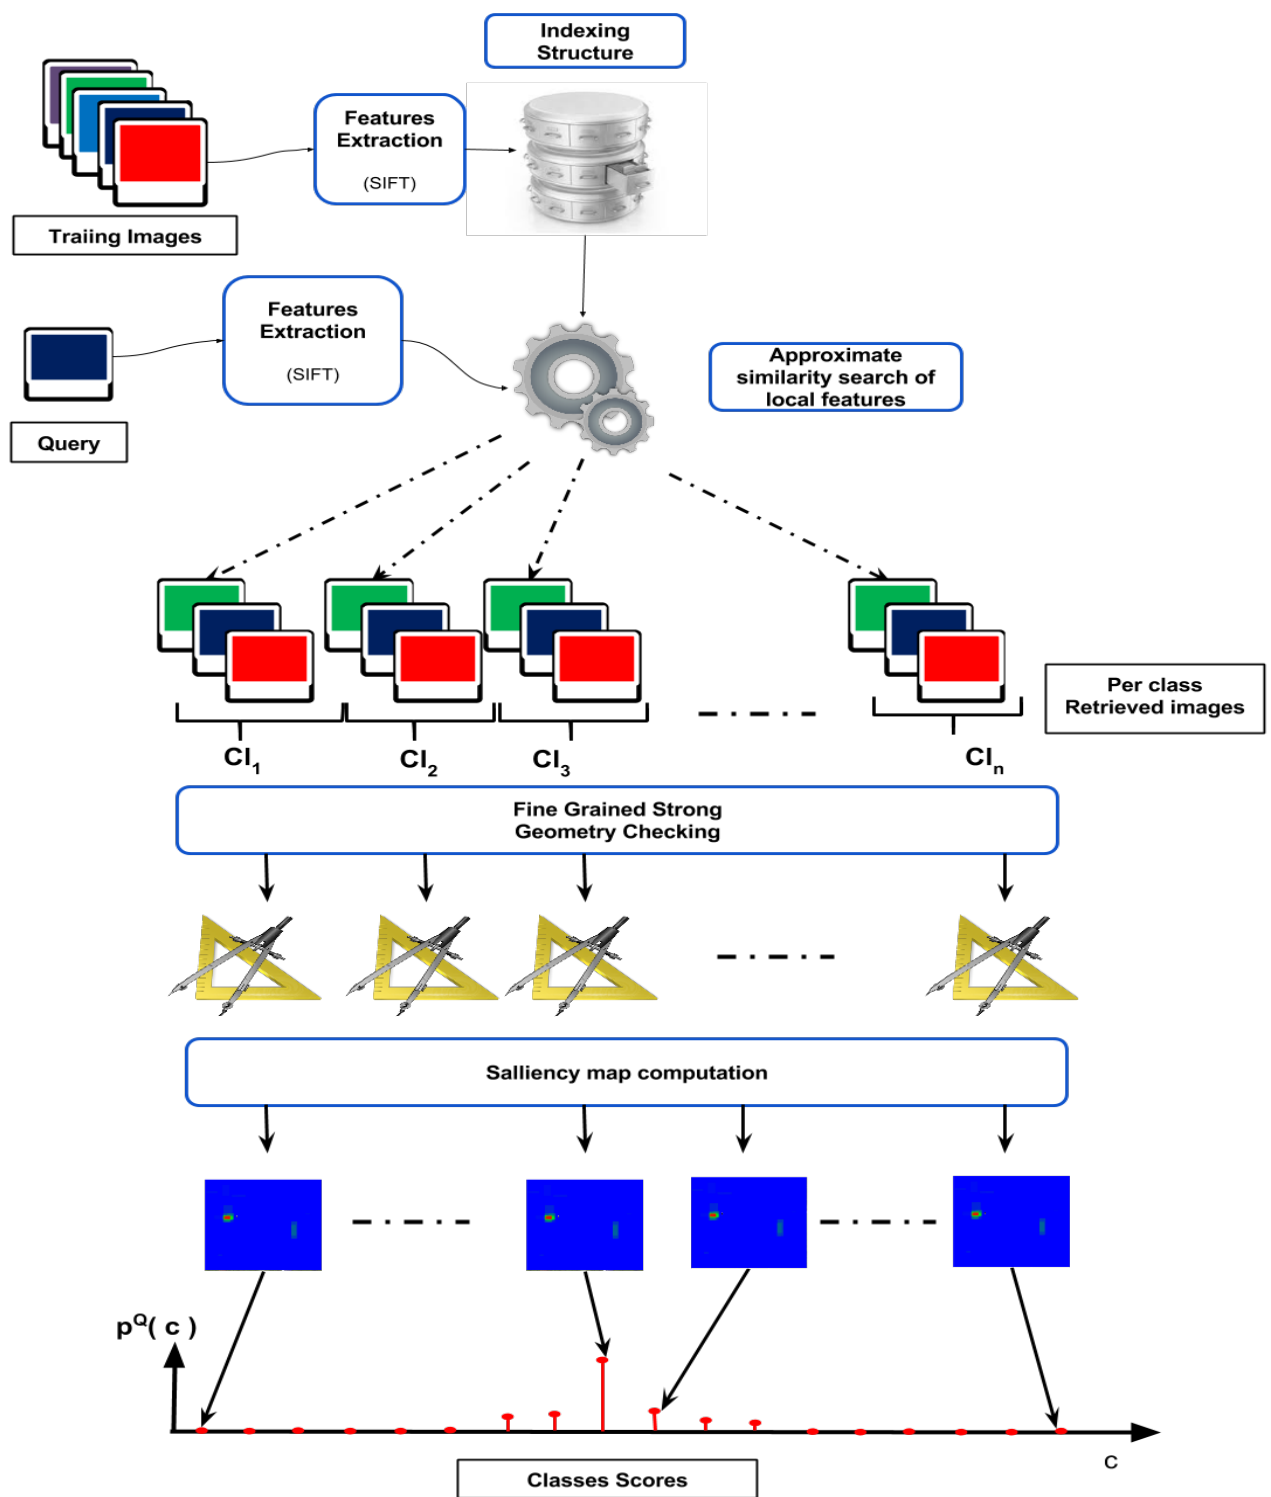 Indexing
Structure
Features
Extraction
(SIFT)
Traiing Images
Features
Extraction
(SIFT)
Query
Approximate
similarity search of
local features
Cl1
Cl2
Cl3
Cln
Per class
Retrieved images
Fine Grained Strong
Geometry Checking
Salliency map computation
pQ( c )
c
Classes Scores